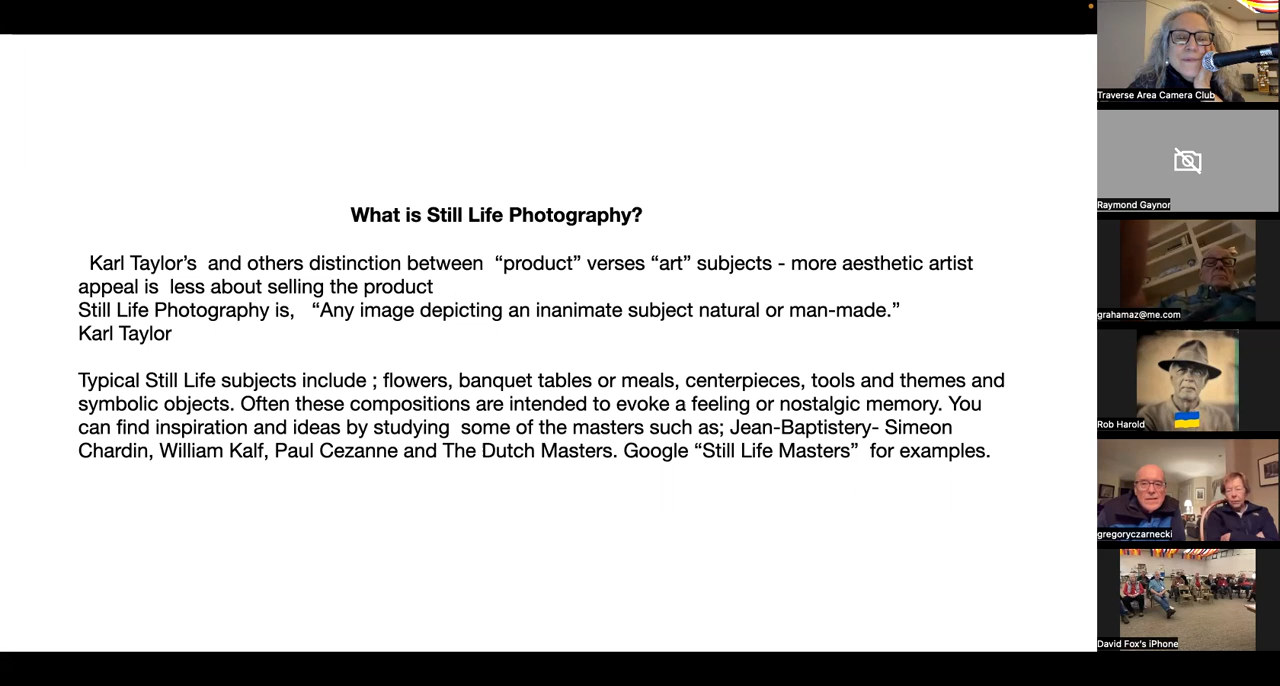 What is Still Life Photography?
Karl Taylor’s and others distinction between “product” verses “art” subjects - more aesthetic artist
appeal is less about selling the product
Still Life Photography is, “Any image depicting an inanimate subject natural or man-made.”
Karl Taylor
Typical Still Life subjects include ; flowers, banquet tables or meals, centerpieces, tools and themes and
symbolic objects. Often these compositions are intended to evoke a feeling or nostalgic memory. You
can find inspiration and ideas by studying some of the masters such as; Jean-Baptistery- Simeon
Chardin, William Kalf, Paul Cezanne and The Dutch Masters. Google “Still Life Masters” for examples.
Traverse Area Camera Club
Raymond Gaynor
grahamaz@me.com
Rob Harold
gregoryczarnecki
David Fox's iPhone